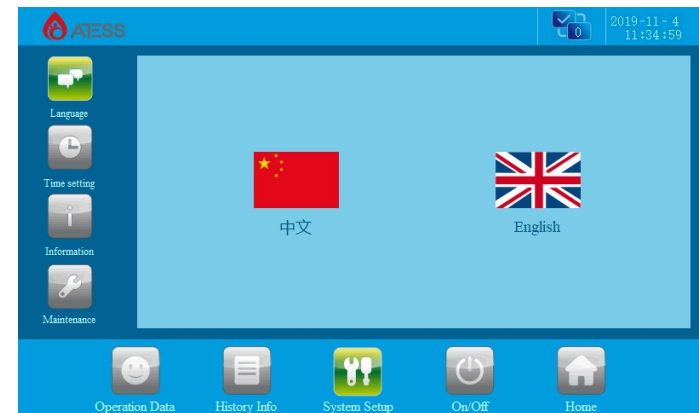 ATESS
0
2019-11- 4
11:34:59
Language
Time setting
Information
Maintenance
中文
English
Operation Data
History Info
System Setup
On/Off
Home